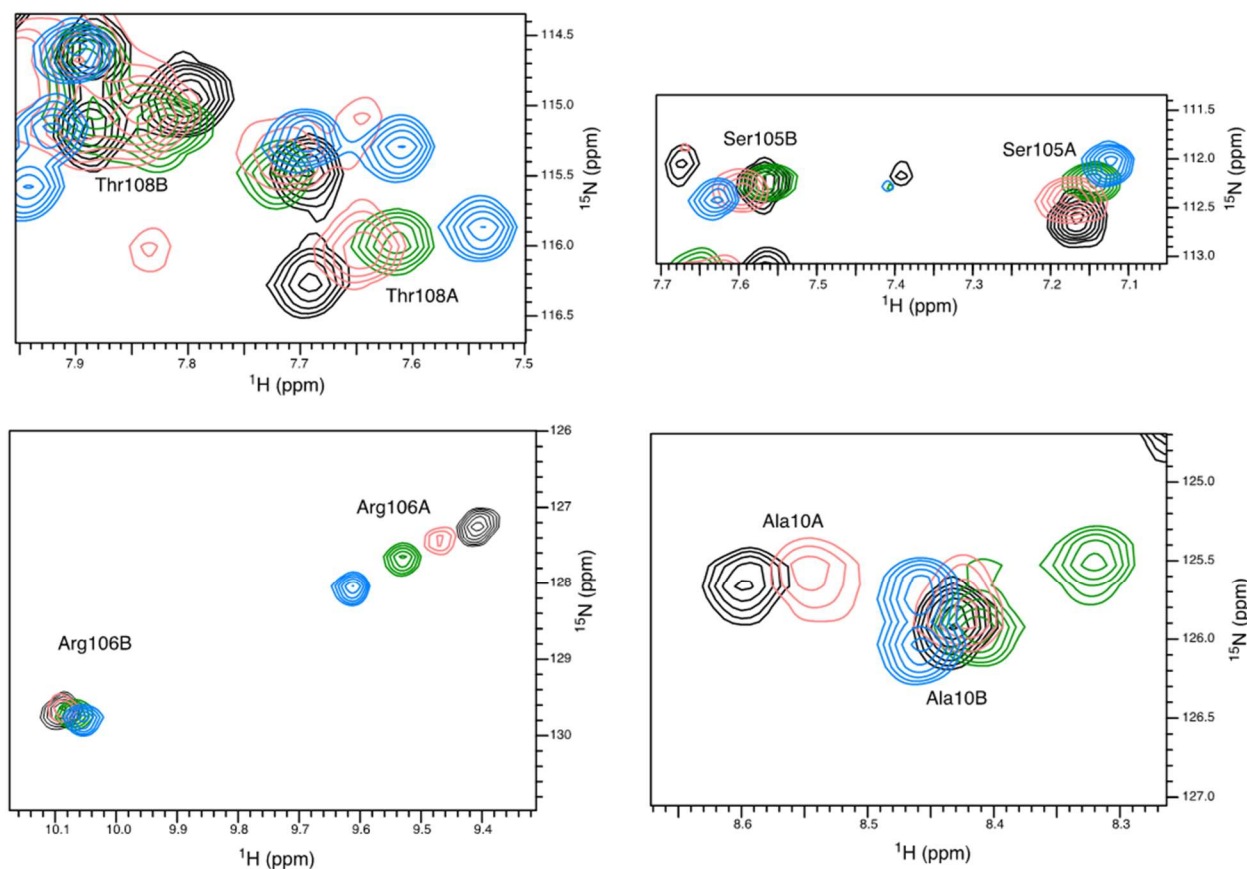 114.5
115.0
115.5
116.0
116.5
¹⁵N (ppm)
Thr108B
Thr108A
7.9
7.8
7.7
7.6
7.5
¹H (ppm)
Ser105B
Ser105A
111.5
112.0
112.5
113.0
¹⁵N (ppm)
7.7
7.6
7.5
7.4
7.3
7.2
7.1
¹H (ppm)
126
127
128
129
130
¹⁵N (ppm)
Arg106A
Arg106B
10.1
10.0
9.9
9.8
9.7
9.6
9.5
9.4
¹H (ppm)
Ala10A
Ala10B
125.0
125.5
126.0
126.5
127.0
¹⁵N (ppm)
8.6
8.5
8.4
8.3
¹H (ppm)